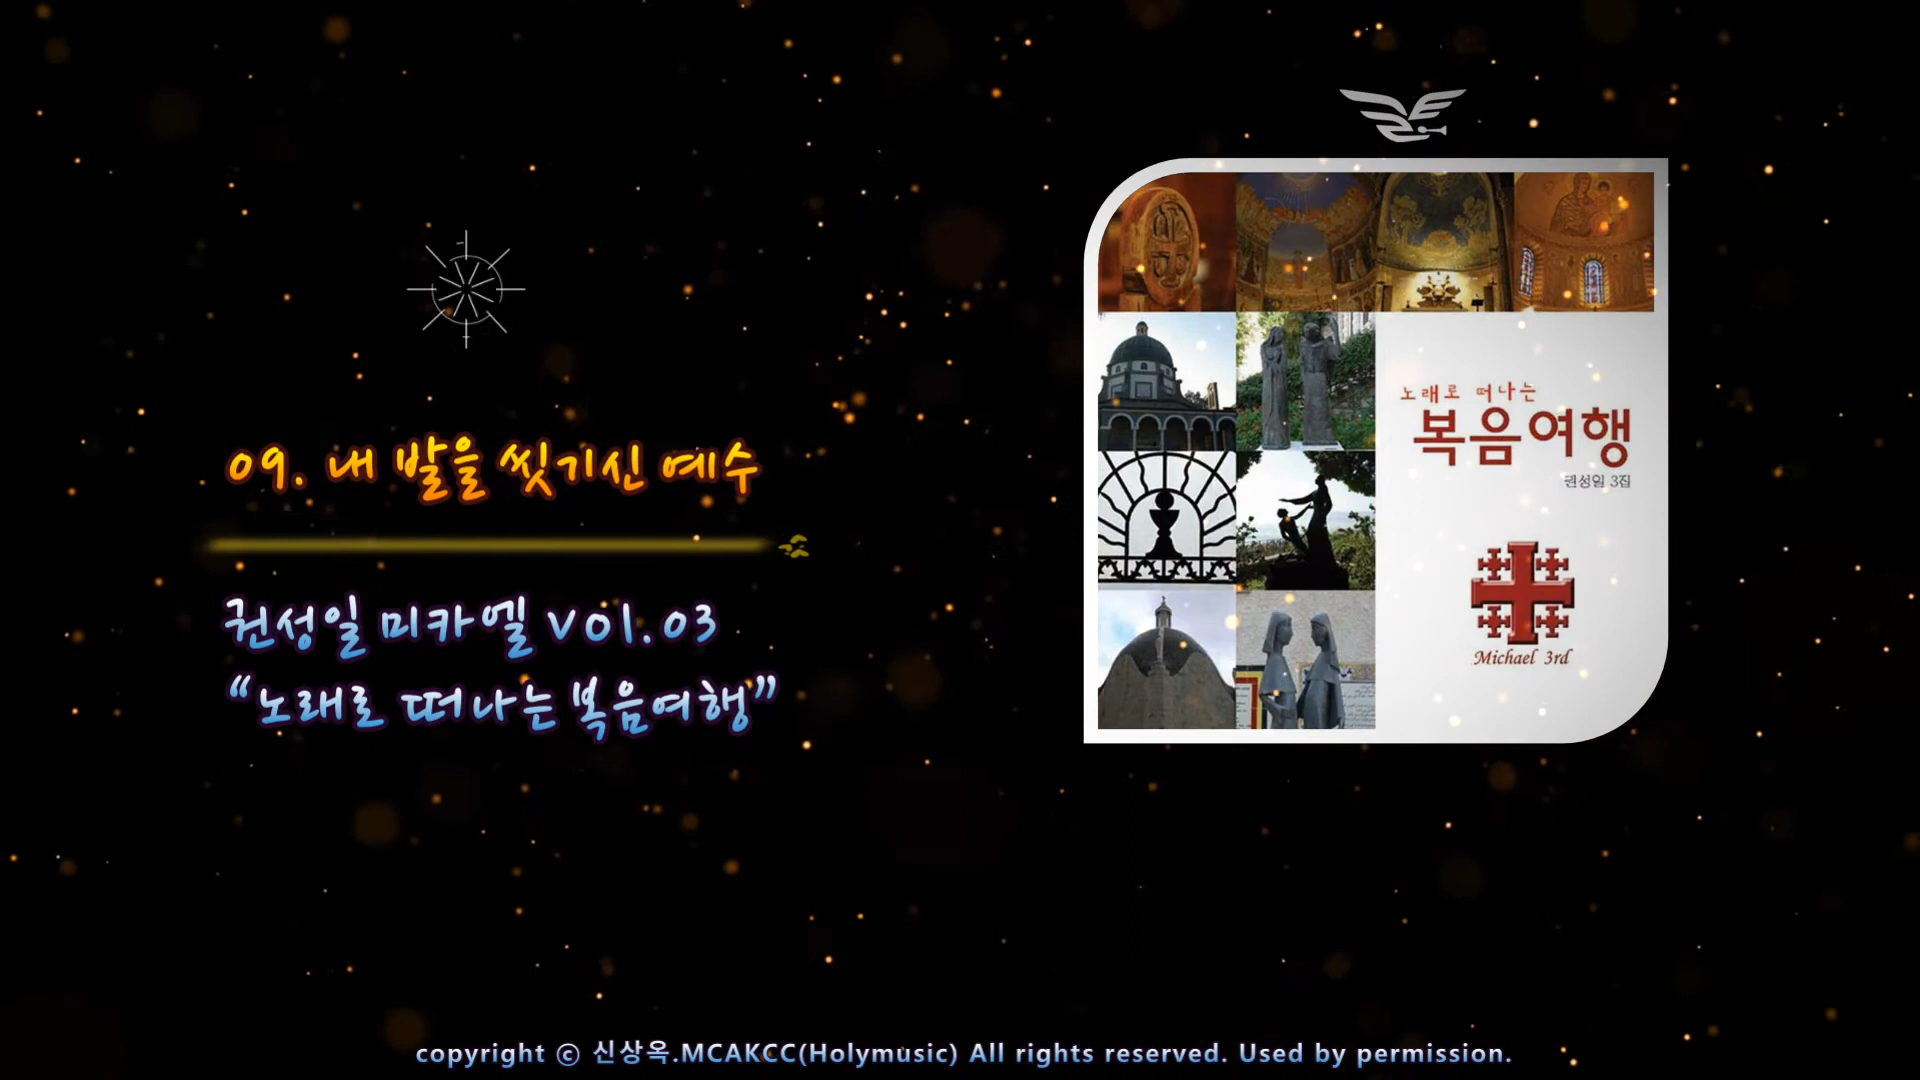 09. 내 발을 씻기신 예수
권성일 미카엘 Vol.03
“노래로 떠나는 복음여행”
노래로 떠나는
복음여행
권성일 3집
Michael 3rd
copyright © 신상옥.MCAKCC(Holymusic) All rights reserved. Used by permission.